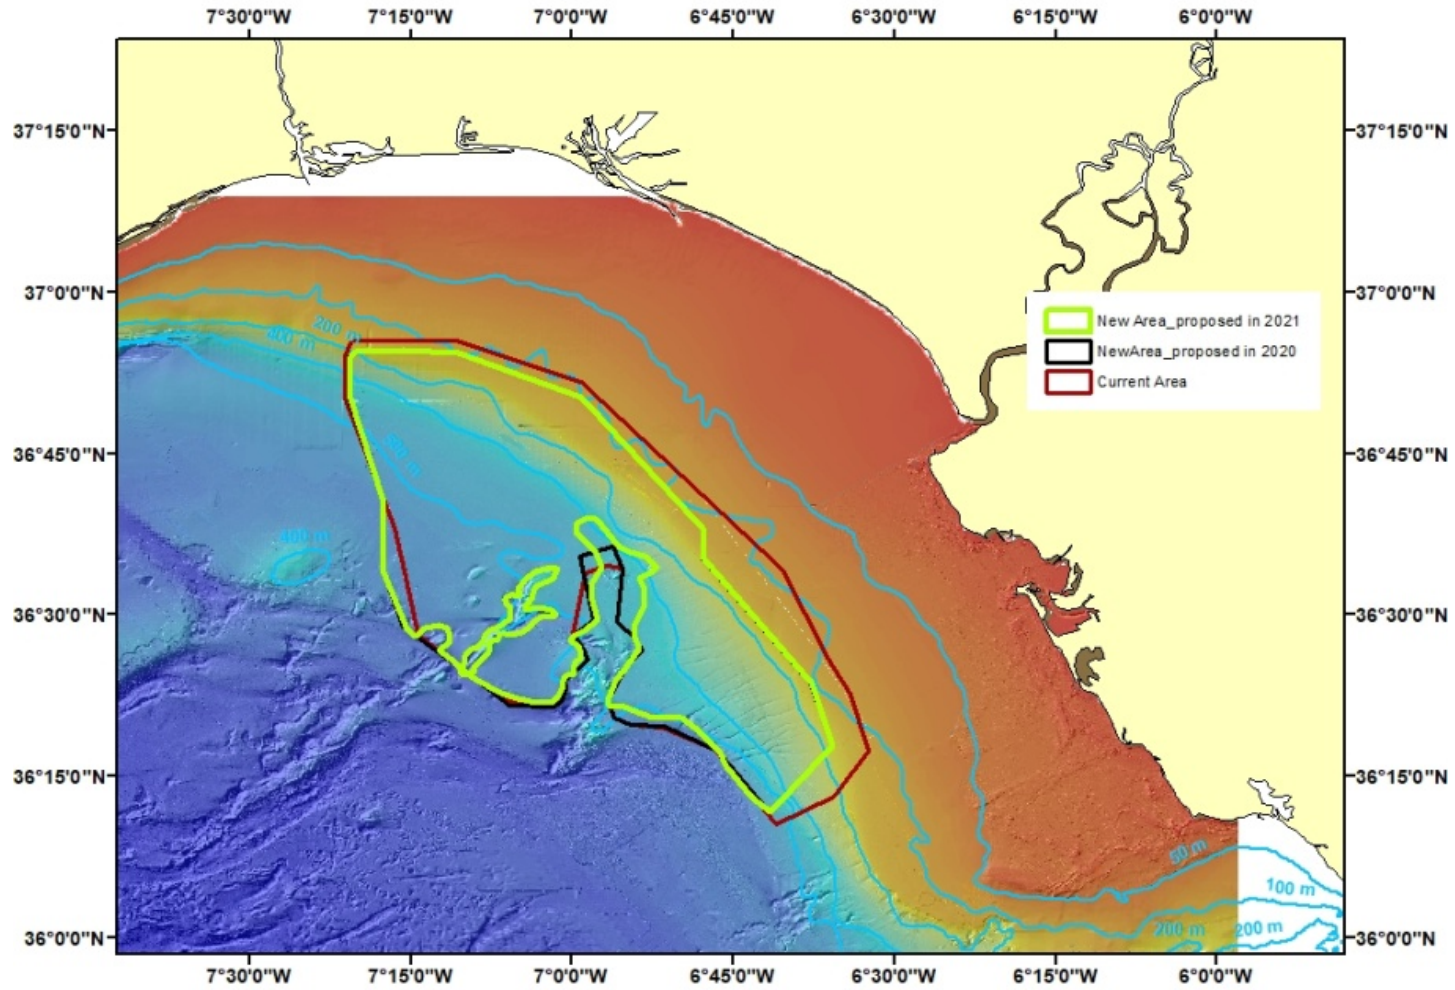 7°30'0"W 7°15'0"W 7°0'0"W 6°45'0"W 6°30'0"W 6°15'0"W 6°0'0"W
37°15'0"N 37°15'0"N
37°0'0"N 37°0'0"N
New Area_proposed in 2021
200 m
400 m
NewArea_proposed in 2020
Current Area
36°45'0"N 36°45'0"N
500 m
400 m
36°30'0"N 36°30'0"N
36°15'0"N 36°15'0"N
50 m
100 m
200 m 200 m
36°0'0"N 36°0'0"N
7°30'0"W 7°15'0"W 7°0'0"W 6°45'0"W 6°30'0"W 6°15'0"W 6°0'0"W